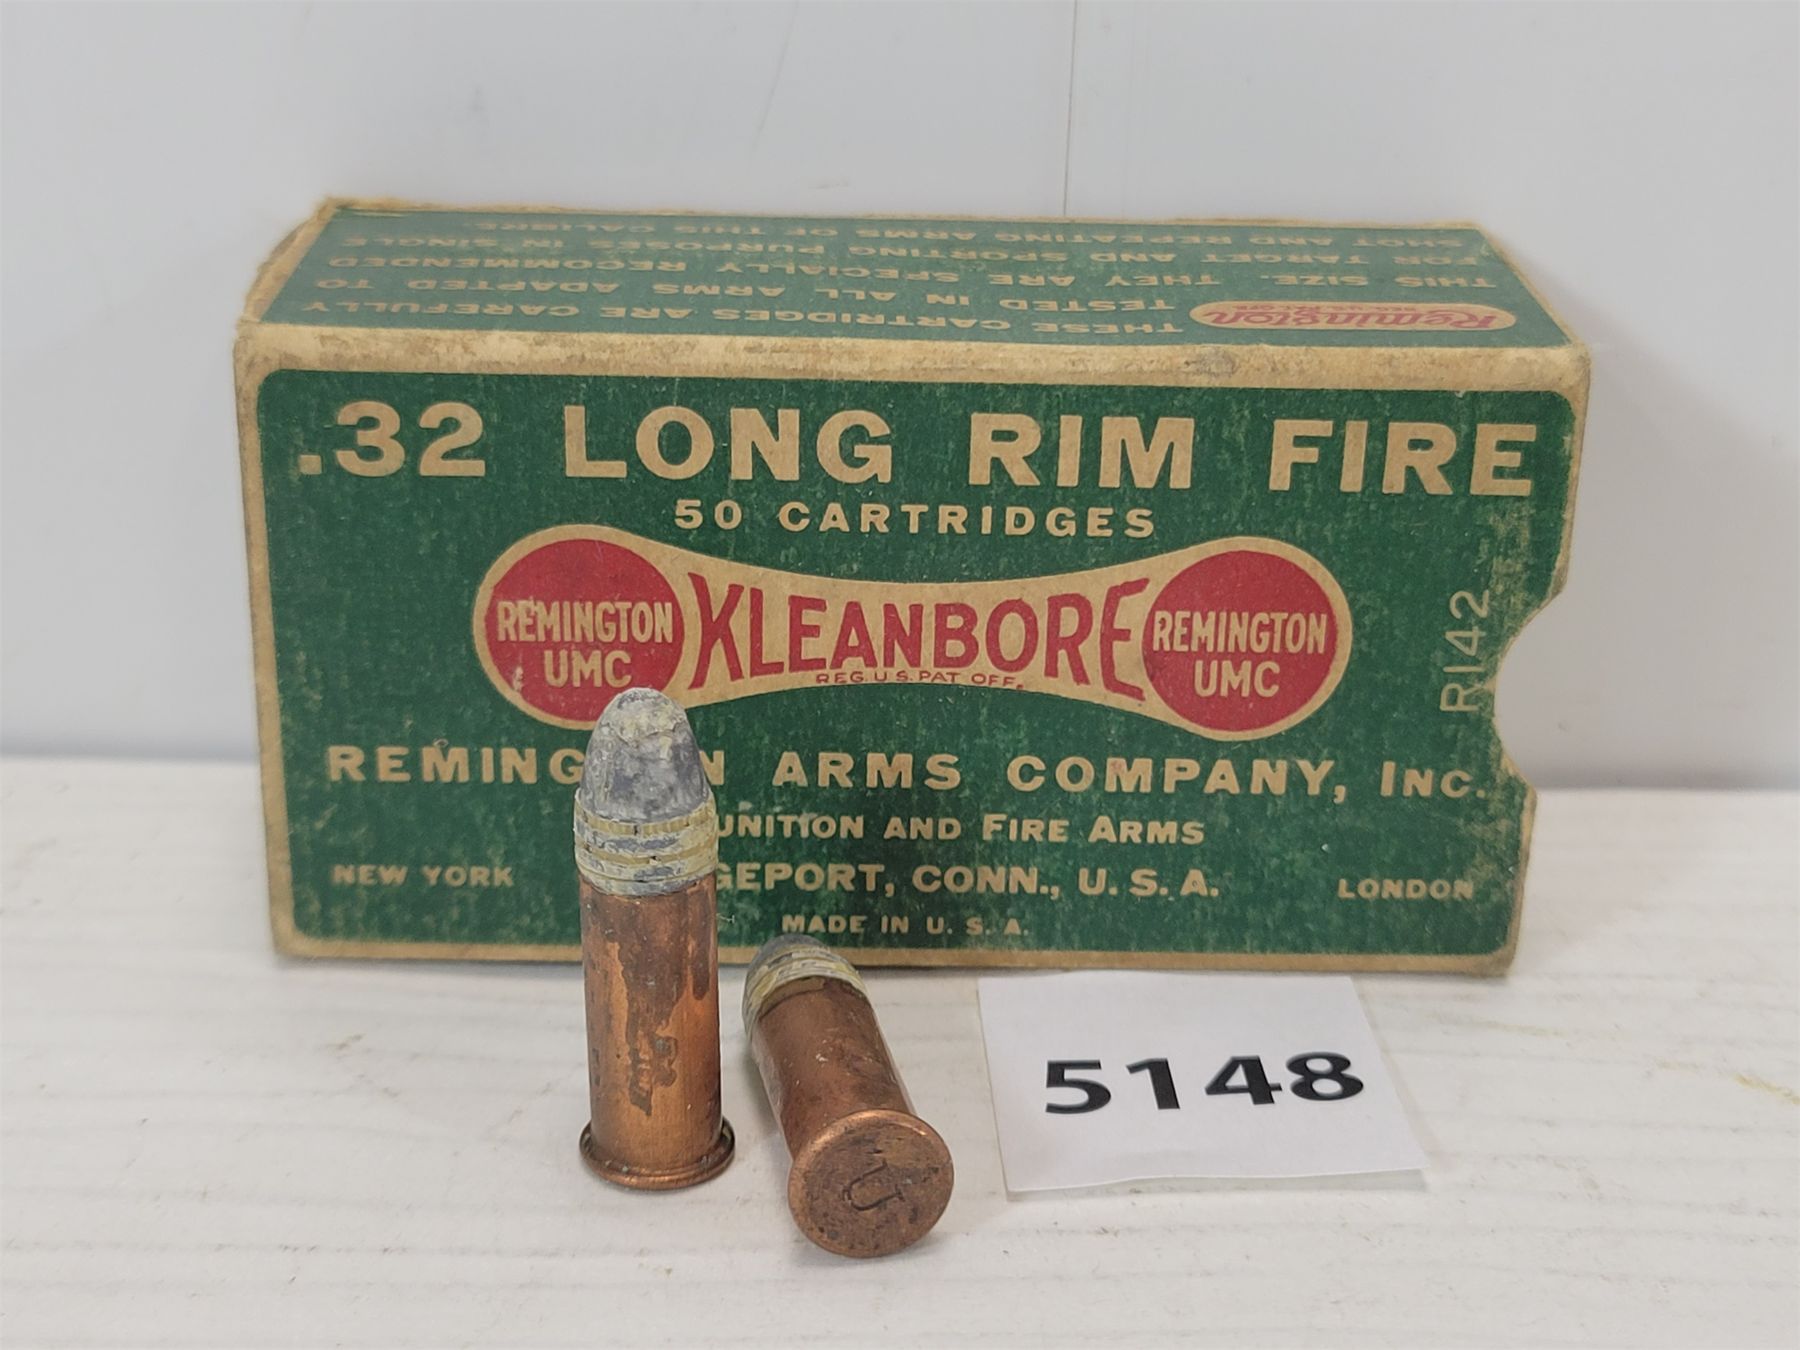 THESE CARTRIDGES ARE CAREFULLY
TESTED IN ALL ARMS ADAPTED TO
THIS SIZE. THEY ARE SPECIALLY RECOMMENDED
FOR TARGET AND SPORTING PURPOSES IN SINGLE
SHOT AND REPEATING ARMS OF THIS CALIBRE.
Remington
.32 LONG RIM FIRE
50 CARTRIDGES
REMINGTON UMC
KLEANBORE
REG. U.S. PAT. OFF.
REMINGTON UMC
R142
REMING N ARMS COMPANY, INC.
UNITION AND FIRE ARMS
NEW YORK
GEPORT, CONN., U. S. A.
LONDON
MADE IN U. S. A.
U
5148